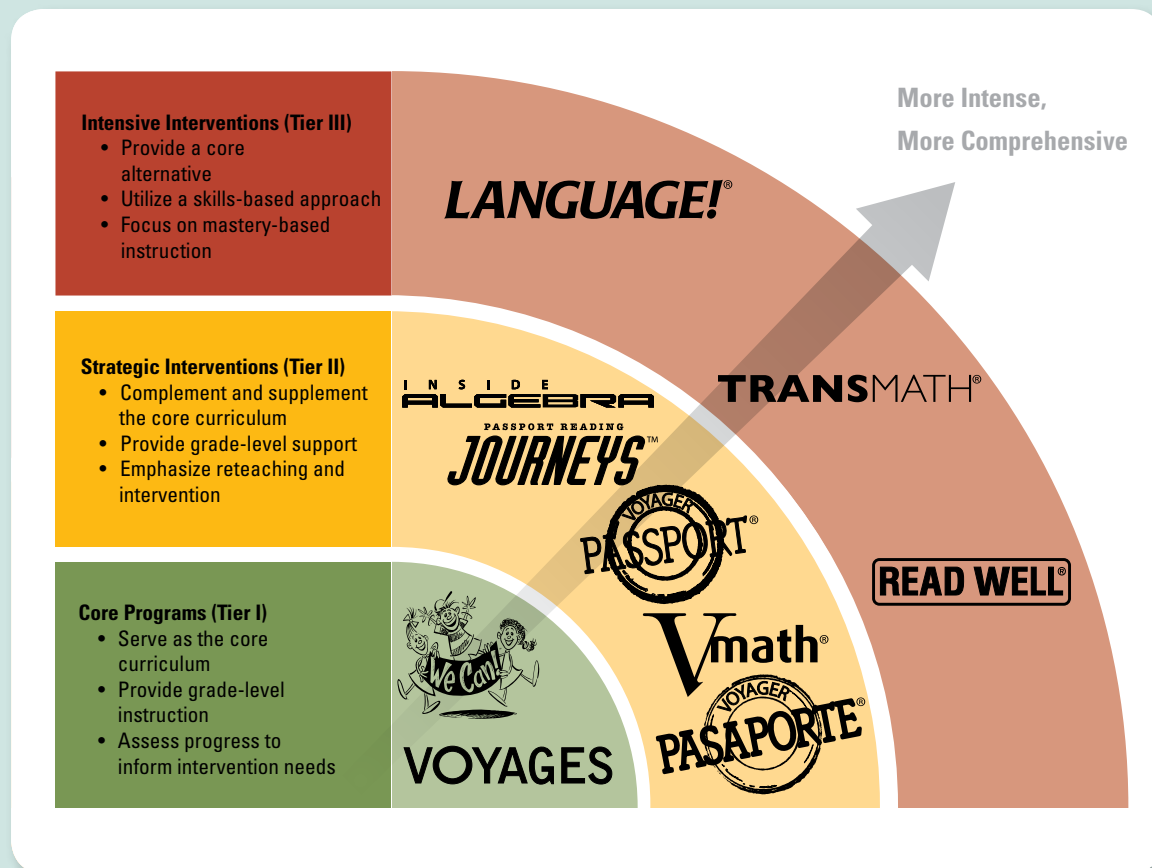 More Intense,
More Comprehensive
Intensive Interventions (Tier III)
• Provide a core
alternative
• Utilize a skills-based approach
• Focus on mastery-based
instruction
LANGUAGE!®
Strategic Interventions (Tier II)
• Complement and supplement
the core curriculum
• Provide grade-level support
• Emphasize reteaching and
intervention
INSIDE
ALGEBRA
PASSPORT READING
JOURNEYS™
TRANSMATH®
VOYAGER
PASSPORT®
READ WELL®
Vmath®
VOYAGER
PASAPORTE®
Core Programs (Tier I)
• Serve as the core
curriculum
• Provide grade-level
instruction
• Assess progress to
inform intervention needs
We Can!
VOYAGES